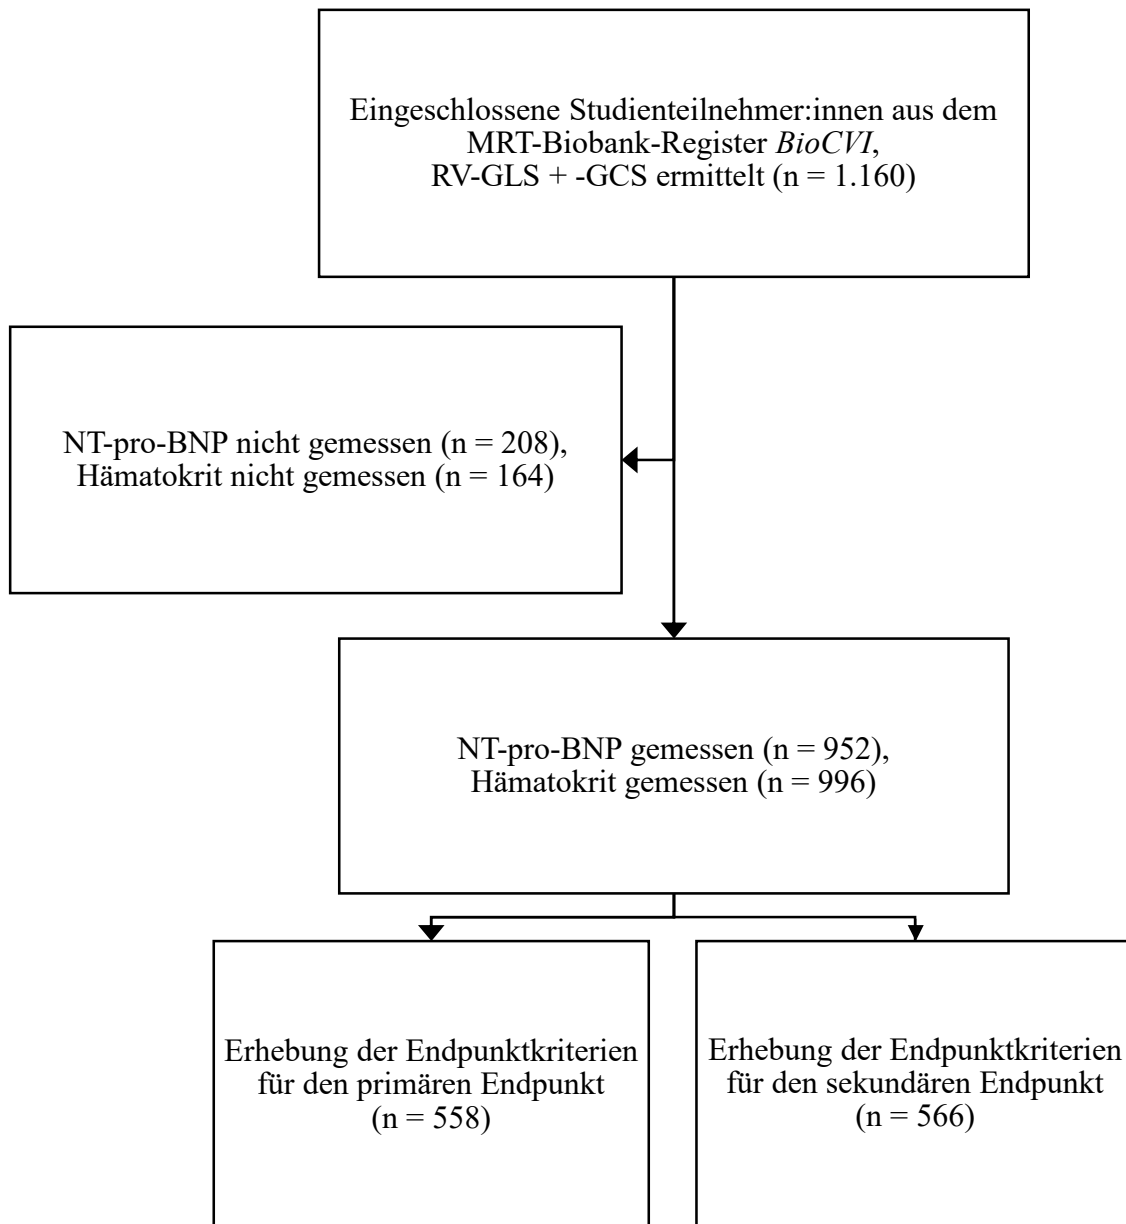 Eingeschlossene Studienteilnehmer:innen aus dem
MRT-Biobank-Register BioCVI,
RV-GLS + -GCS ermittelt (n = 1.160)
NT-pro-BNP nicht gemessen (n = 208),
Hämatokrit nicht gemessen (n = 164)
NT-pro-BNP gemessen (n = 952),
Hämatokrit gemessen (n = 996)
Erhebung der Endpunktkriterien
für den primären Endpunkt
(n = 558)
Erhebung der Endpunktkriterien
für den sekundären Endpunkt
(n = 566)